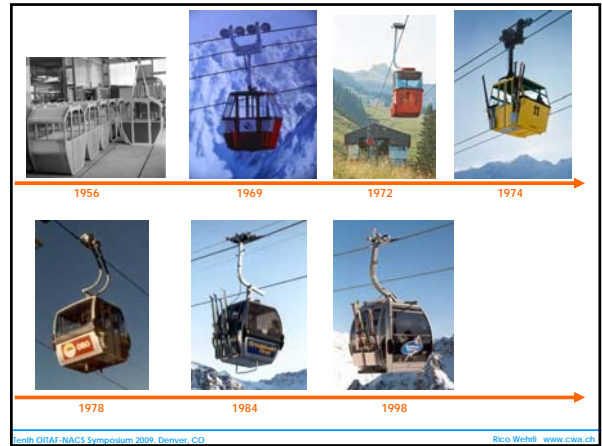 1956 1969 1972 1974
OBO
1978 1984 1998
Tenth OITAF-NACS Symposium 2009, Denver, CO Rico Wehrli www.cwa.ch